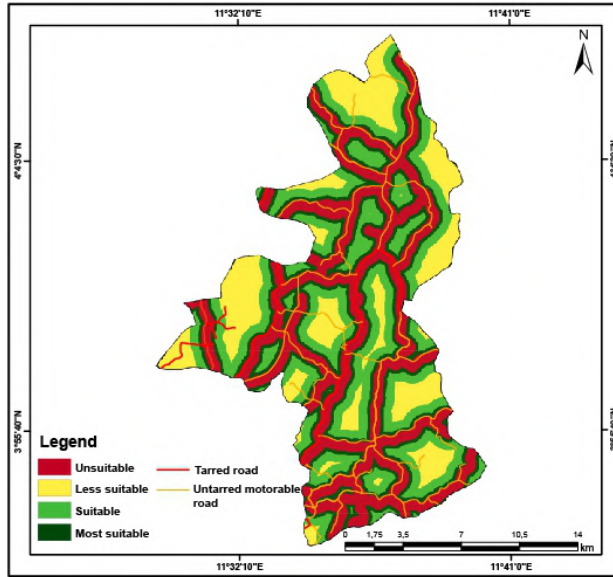 11°32'10"E
11°41'0"E
N
4°4'30"N
3°55'40"N
Legend
Unsuitable
Less suitable
Suitable
Most suitable
Tarred road
Untarred motorable
road
0 1,75 3,5 7 10,5 14
km
11°32'10"E
11°41'0"E